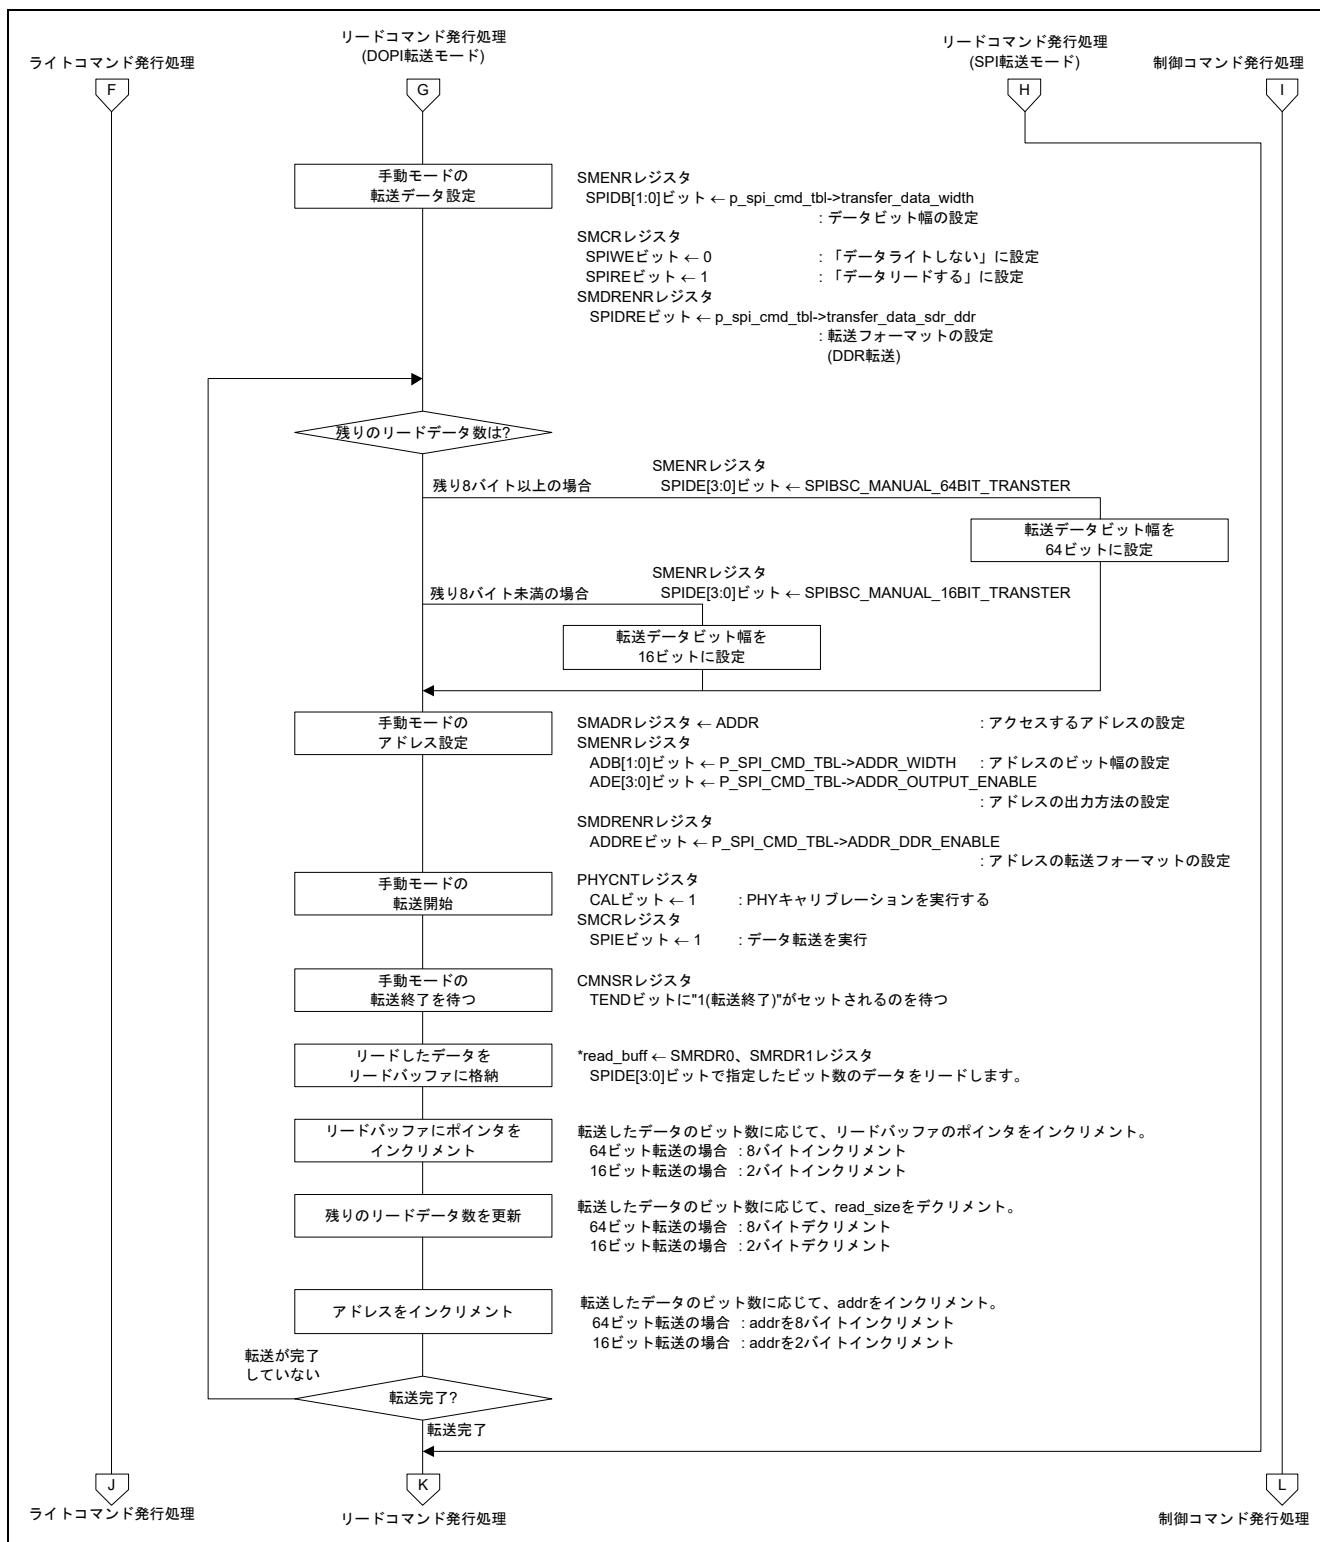 ライトコマンド発行処理
F
リードコマンド発行処理
(DOPI転送モード)
G
リードコマンド発行処理
(SPI転送モード)
H
制御コマンド発行処理
I
手動モードの
転送データ設定
SMENRレジスタ
SPIDB[1:0]ビット ← p_spi_cmd_tbl->transfer_data_width
: データビット幅の設定
SMCRレジスタ
SPIWEビット ← 0 : 「データライトしない」に設定
SPIREビット ← 1 : 「データリードする」に設定
SMDRENRレジスタ
SPIDREビット ← p_spi_cmd_tbl->transfer_data_sdr_ddr
: 転送フォーマットの設定
(DDR転送)
残りのリードデータ数は?
SMENRレジスタ
残り8バイト以上の場合 SPIDE[3:0]ビット ← SPIBSC_MANUAL_64BIT_TRANSTER
転送データビット幅を
64ビットに設定
SMENRレジスタ
残り8バイト未満の場合 SPIDE[3:0]ビット ← SPIBSC_MANUAL_16BIT_TRANSTER
転送データビット幅を
16ビットに設定
手動モードの
アドレス設定
SMADRレジスタ ← ADDR : アクセスするアドレスの設定
SMENRレジスタ
ADB[1:0]ビット ← P_SPI_CMD_TBL->ADDR_WIDTH : アドレスのビット幅の設定
ADE[3:0]ビット ← P_SPI_CMD_TBL->ADDR_OUTPUT_ENABLE
: アドレスの出力方法の設定
SMDRENRレジスタ
ADDREビット ← P_SPI_CMD_TBL->ADDR_DDR_ENABLE
: アドレスの転送フォーマットの設定
手動モードの
転送開始
PHYCNTレジスタ
CALビット ← 1 : PHYキャリブレーションを実行する
SMCRレジスタ
SPIEビット ← 1 : データ転送を実行
手動モードの
転送終了を待つ
CMNSRレジスタ
TENDビットに"1(転送終了)"がセットされるのを待つ
リードしたデータを
リードバッファに格納
*read_buff ← SMRDR0、SMRDR1レジスタ
SPIDE[3:0]ビットで指定したビット数のデータをリードします。
リードバッファにポインタを
インクリメント
転送したデータのビット数に応じて、リードバッファのポインタをインクリメント。
64ビット転送の場合 : 8バイトインクリメント
16ビット転送の場合 : 2バイトインクリメント
残りのリードデータ数を更新
転送したデータのビット数に応じて、read_sizeをデクリメント。
64ビット転送の場合 : 8バイトデクリメント
16ビット転送の場合 : 2バイトデクリメント
アドレスをインクリメント
転送したデータのビット数に応じて、addrをインクリメント。
64ビット転送の場合 : addrを8バイトインクリメント
16ビット転送の場合 : addrを2バイトインクリメント
転送が完了
していない
転送完了?
転送完了
J
ライトコマンド発行処理
K
リードコマンド発行処理
L
制御コマンド発行処理